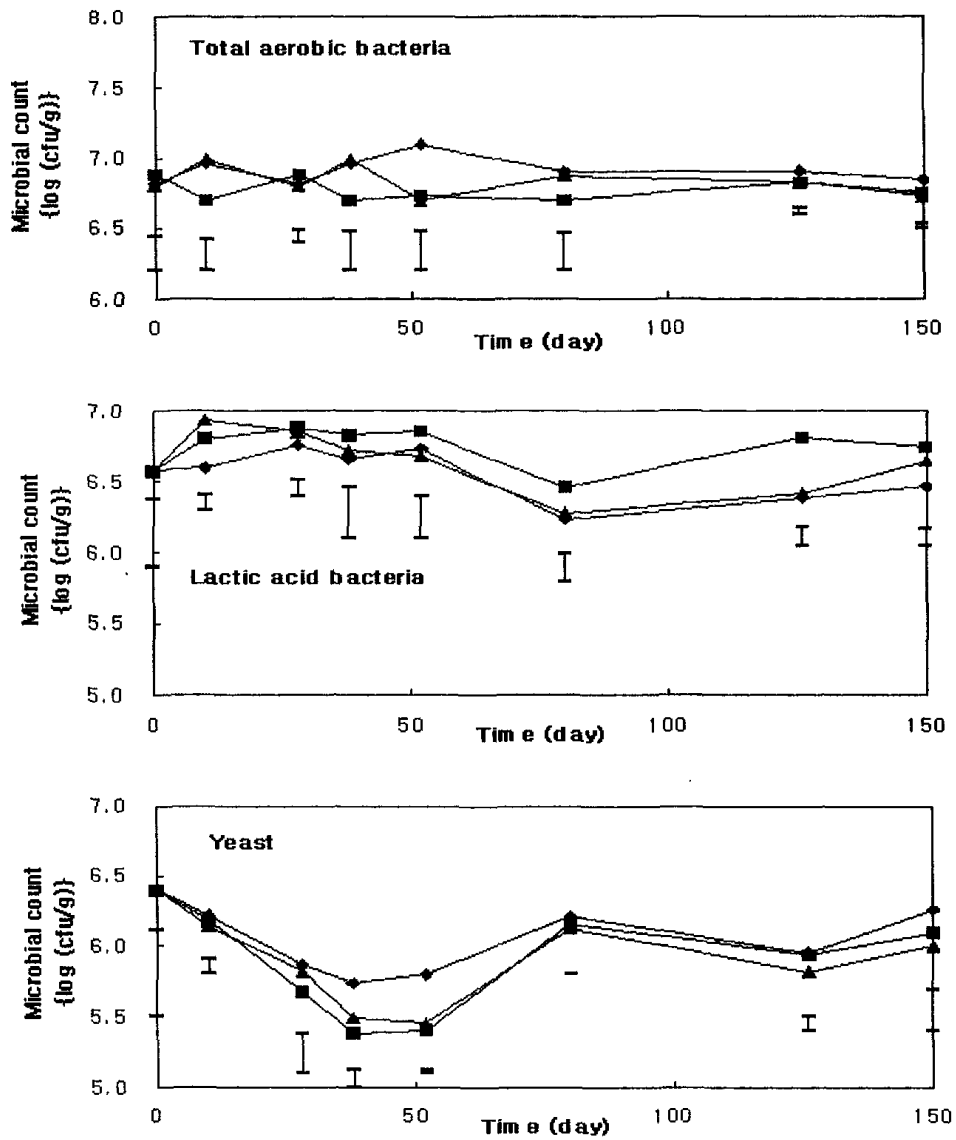 8.0
Total aerobic bacteria
7.5
7.0
6.5
6.0
Microbial count
{log (cfu/g)}
0 50 100 150
Time (day)
7.0
6.5
6.0
Lactic acid bacteria
5.5
5.0
Microbial count
{log (cfu/g)}
0 50 100 150
Time (day)
7.0
Yeast
6.5
6.0
5.5
5.0
Microbial count
{log (cfu/g)}
0 50 100 150
Time (day)